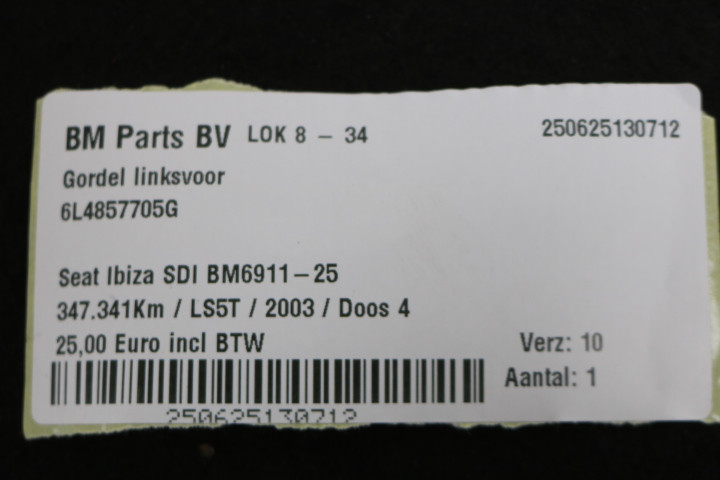 BM Parts BV LOK 8 - 34 250625130712
Gordel linksvoor
6L4857705G
Seat Ibiza SDI BM6911-25
347.341Km / LS5T / 2003 / Doos 4
25,00 Euro incl BTW Verz: 10
Aantal: 1
250625130712